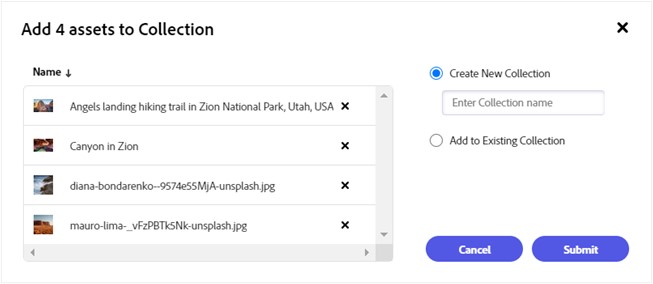 Add 4 assets to Collection
Name ↓
Angels landing hiking trail in Zion National Park, Utah, USA
Canyon in Zion
diana-bondarenko--9574e55MjA-unsplash.jpg
mauro-lima-_vFzPBTk5Nk-unsplash.jpg
Create New Collection
Enter Collection name
Add to Existing Collection
Cancel
Submit